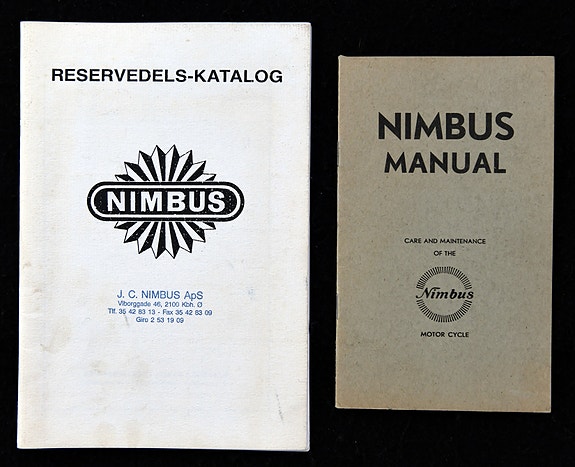 RESERVEDELS-KATALOG
NIMBUS
J. C. NIMBUS ApS
Viborggade 46, 2100 Kbh. Ø
Tlf. 35 42 83 13 - Fax 35 42 83 09
Giro 2 53 19 09
NIMBUS
MANUAL
CARE AND MAINTENANCE
OF THE
Nimbus
MOTOR CYCLE